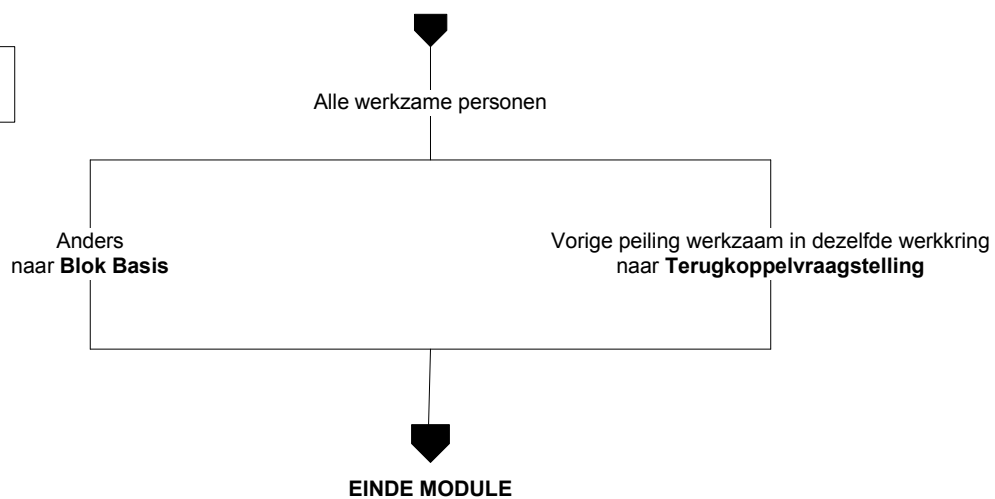 Alle werkzame personen
Anders
naar Blok Basis
Vorige peiling werkzaam in dezelfde werkkring
naar Terugkoppelvraagstelling
EINDE MODULE